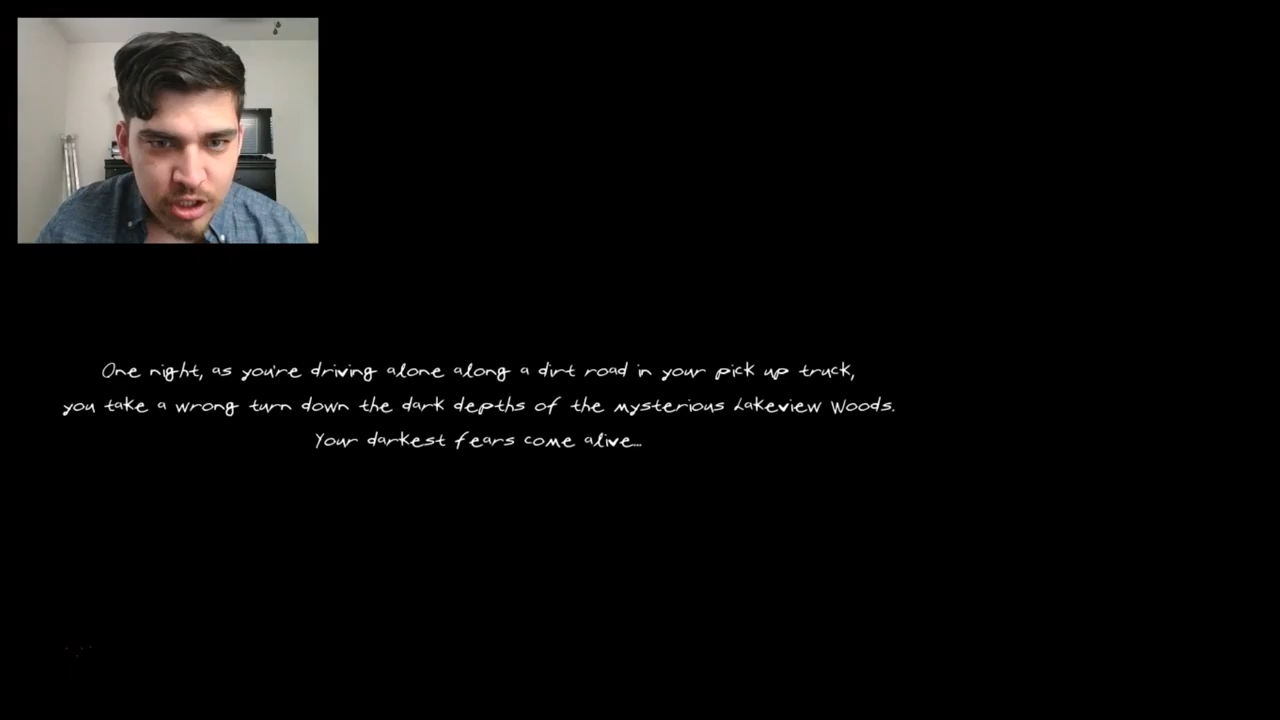 One night, as you're driving alone along a dirt road in your pick up truck,
you take a wrong turn down the dark depths of the mysterious Lakeview Woods.
Your darkest fears come alive...